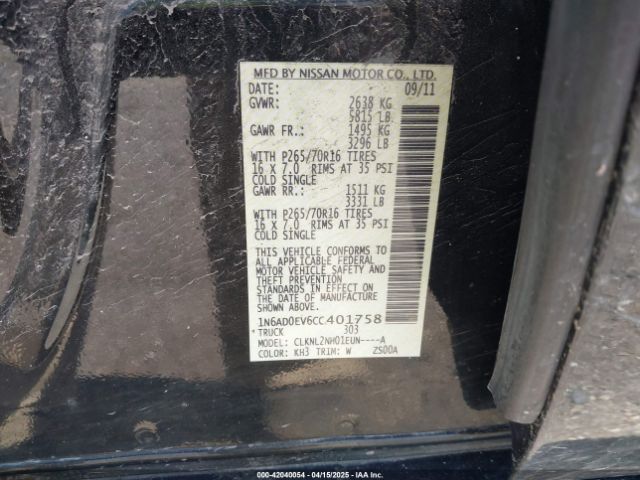 MFD BY NISSAN MOTOR CO., LTD.
DATE: 09/11
GVWR: 2638 KG
5815 LB
GAWR FR.: 1495 KG
3296 LB
WITH P265/70R16 TIRES
16 X 7.0 RIMS AT 35 PSI
COLD SINGLE
GAWR RR.: 1511 KG
3331 LB
WITH P265/70R16 TIRES
16 X 7.0 RIMS AT 35 PSI
COLD SINGLE
THIS VEHICLE CONFORMS TO
ALL APPLICABLE FEDERAL
MOTOR VEHICLE SAFETY AND
THEFT PREVENTION
STANDARDS IN EFFECT ON
THE DATE OF MANUFACTURE
SHOWN ABOVE.
1N6AD0EV6CC401758
*TRUCK 303
MODEL: CLKNL2NH01EUN----A
COLOR: KH3 TRIM: W ZS00A
000-42040054 - 04/15/2025 - Copyright © IAA, Inc.